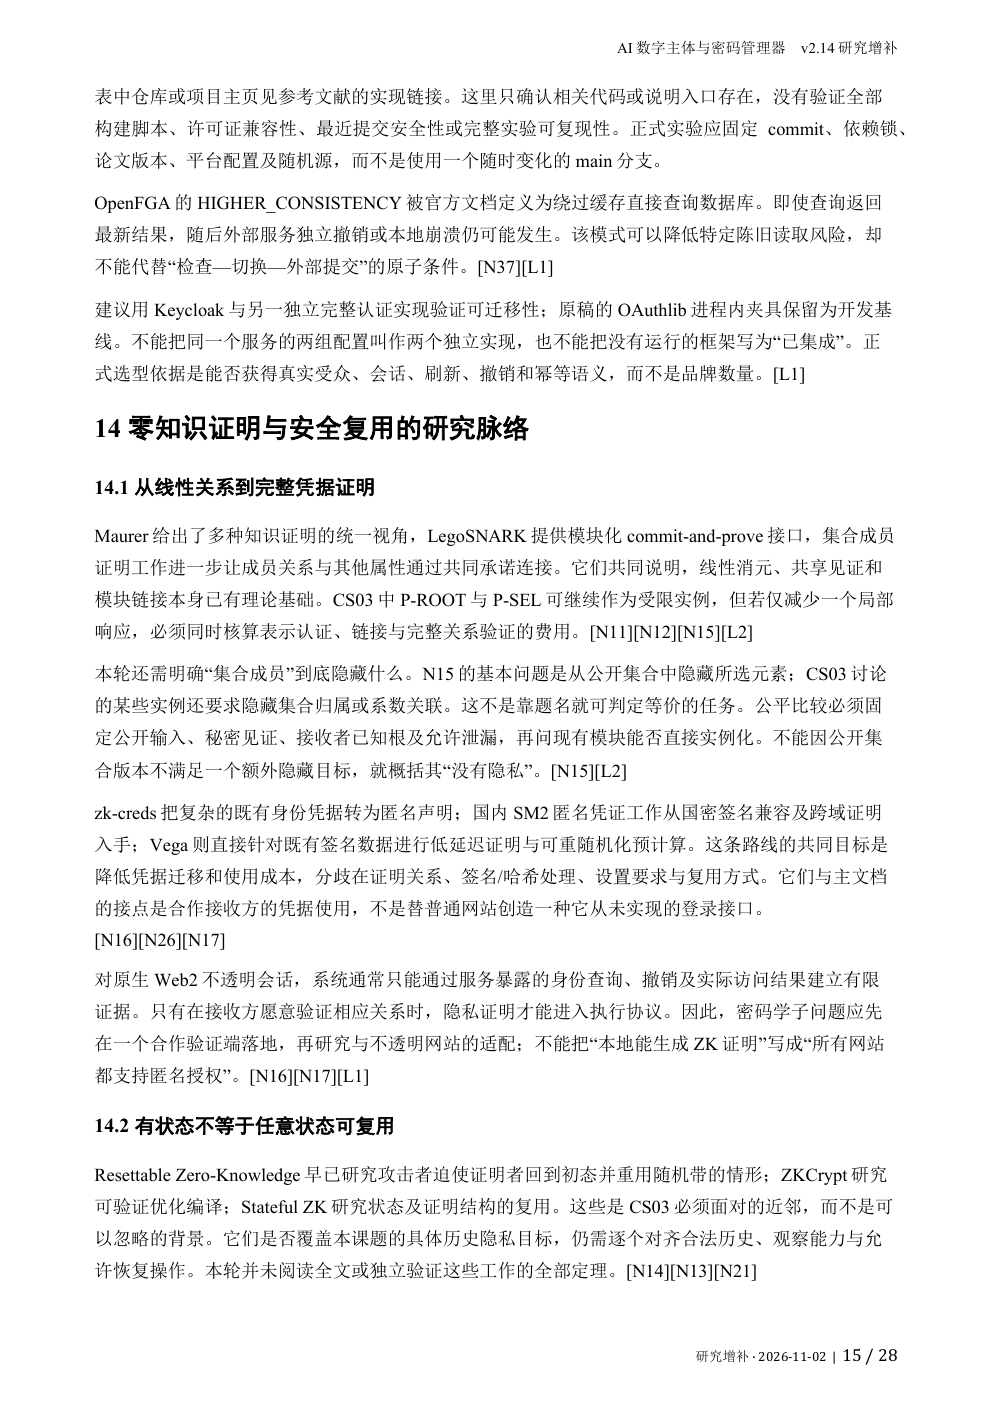 AI 数字主体与密码管理器 v2.14 研究增补
表中仓库或项目主页见参考文献的实现链接。这里只确认相关代码或说明入口存在，没有验证全部
构建脚本、许可证兼容性、最近提交安全性或完整实验可复现性。正式实验应固定 commit、依赖锁、
论文版本、平台配置及随机源，而不是使用一个随时变化的 main 分支。
OpenFGA 的 HIGHER_CONSISTENCY 被官方文档定义为绕过缓存直接查询数据库。即使查询返回
最新结果，随后外部服务独立撤销或本地崩溃仍可能发生。该模式可以降低特定陈旧读取风险，却
不能代替“检查—切换—外部提交”的原子条件。[N37][L1]
建议用 Keycloak 与另一独立完整认证实现验证可迁移性；原稿的 OAuthlib 进程内夹具保留为开发基
线。不能把同一个服务的两组配置叫作两个独立实现，也不能把没有运行的框架写为“已集成”。正
式选型依据是能否获得真实受众、会话、刷新、撤销和幂等语义，而不是品牌数量。[L1]
14 零知识证明与安全复用的研究脉络
14.1 从线性关系到完整凭据证明
Maurer 给出了多种知识证明的统一视角，LegoSNARK 提供模块化 commit-and-prove 接口，集合成员
证明工作进一步让成员关系与其他属性通过共同承诺连接。它们共同说明，线性消元、共享见证和
模块链接本身已有理论基础。CS03 中 P-ROOT 与 P-SEL 可继续作为受限实例，但若仅减少一个局部
响应，必须同时核算表示认证、链接与完整关系验证的费用。[N11][N12][N15][L2]
本轮还需明确“集合成员”到底隐藏什么。N15 的基本问题是从公开集合中隐藏所选元素；CS03 讨论
的某些实例还要求隐藏集合归属或系数关联。这不是靠题名就可判定等价的任务。公平比较必须固
定公开输入、秘密见证、接收者已知根及允许泄漏，再问现有模块能否直接实例化。不能因公开集
合版本不满足一个额外隐藏目标，就概括其“没有隐私”。[N15][L2]
zk-creds 把复杂的既有身份凭据转为匿名声明；国内 SM2 匿名凭证工作从国密签名兼容及跨域证明
入手；Vega 则直接针对既有签名数据进行低延迟证明与可重随机化预计算。这条路线的共同目标是
降低凭据迁移和使用成本，分歧在证明关系、签名/哈希处理、设置要求与复用方式。它们与主文档
的接点是合作接收方的凭据使用，不是替普通网站创造一种它从未实现的登录接口。
[N16][N26][N17]
对原生 Web2 不透明会话，系统通常只能通过服务暴露的身份查询、撤销及实际访问结果建立有限
证据。只有在接收方愿意验证相应关系时，隐私证明才能进入执行协议。因此，密码学子问题应先
在一个合作验证端落地，再研究与不透明网站的适配；不能把“本地能生成 ZK 证明”写成“所有网站
都支持匿名授权”。[N16][N17][L1]
14.2 有状态不等于任意状态可复用
Resettable Zero-Knowledge 早已研究攻击者迫使证明者回到初态并重用随机带的情形；ZKCrypt 研究
可验证优化编译；Stateful ZK 研究状态及证明结构的复用。这些是 CS03 必须面对的近邻，而不是可
以忽略的背景。它们是否覆盖本课题的具体历史隐私目标，仍需逐个对齐合法历史、观察能力与允
许恢复操作。本轮并未阅读全文或独立验证这些工作的全部定理。[N14][N13][N21]
研究增补 · 2026-11-02 | 15 / 28